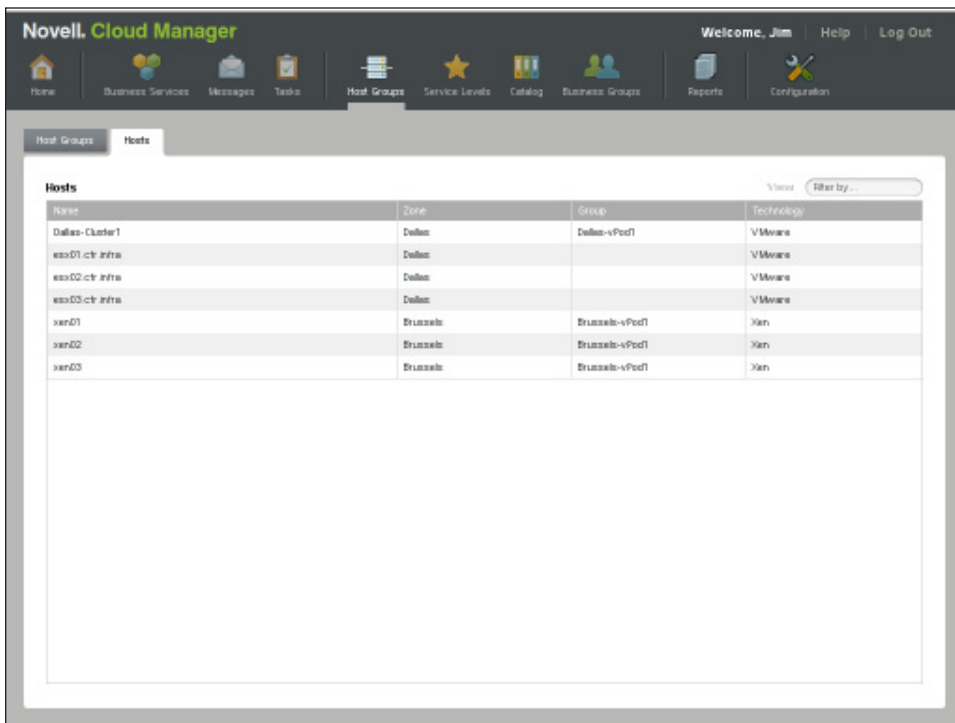 Novell. Cloud Manager
Welcome, Jim | Help | Log Out
Home Business Services Messages Tasks Host Groups Service Levels Catalog Business Groups Reports Configuration
Host Groups Hosts
Hosts View Filter by...
Name Zone Group Technology
Dallas-Cluster1 Dallas Dallas-vPod1 VMware
esx01.ctr.infra Dallas VMware
esx02.ctr.infra Dallas VMware
esx03.ctr.infra Dallas VMware
xen01 Brussels Brussels-vPod1 Xen
xen02 Brussels Brussels-vPod1 Xen
xen03 Brussels Brussels-vPod1 Xen